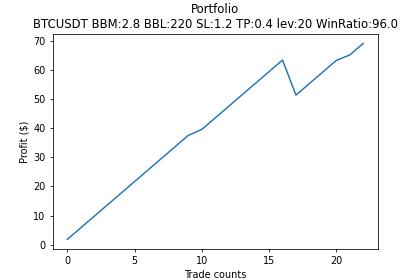 Portfolio
BTCUSDT BBM:2.8 BBL:220 SL:1.2 TP:0.4 lev:20 WinRatio:96.0
70
60
50
40
30
20
10
0
Profit ($)
0 5 10 15 20
Trade counts